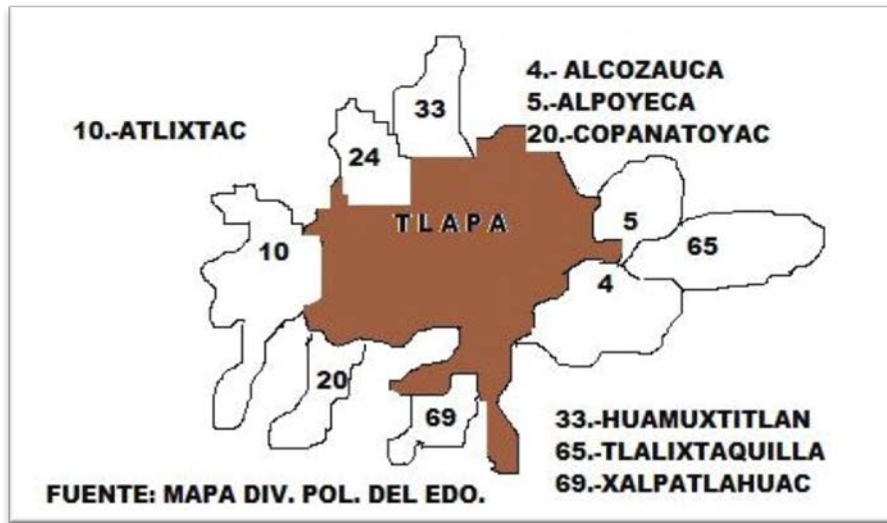 4.- ALCOZAUCA
5.-ALPOYECA
20.-COPANATOYAC
10.-ATLIXTAC
33
24
T L A P A
5
10
65
4
20
69
33.-HUAMUXTITLAN
65.-TLALIXTAQUILLA
69.-XALPATLAHUAC
FUENTE: MAPA DIV. POL. DEL EDO.